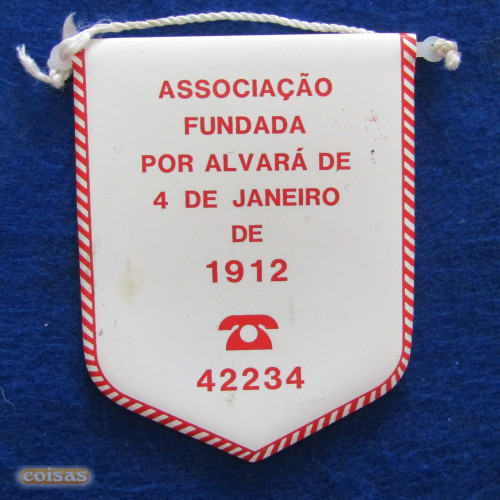 ASSOCIAÇÃO
FUNDADA
POR ALVARÁ DE
4 DE JANEIRO
DE
1912
42234
coisas